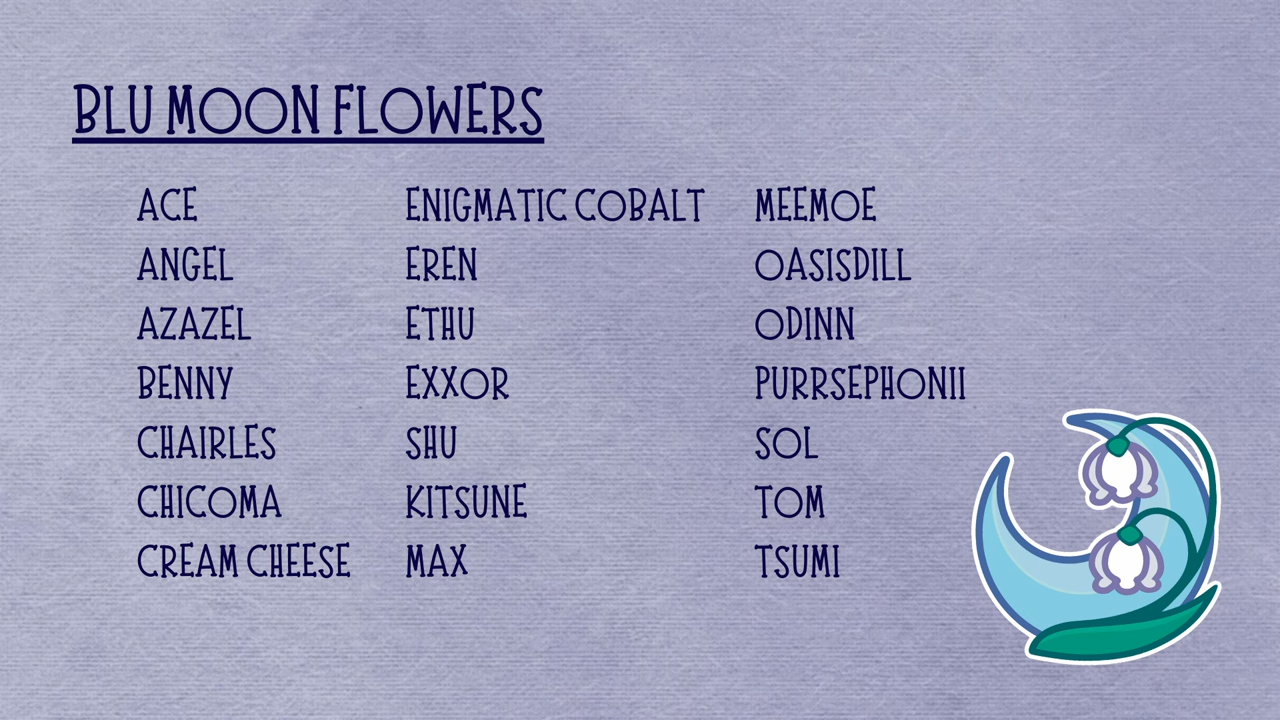 BLU MOON FLOWERS
ACE
ANGEL
AZAZEL
BENNY
CHAIRLES
CHICOMA
CREAM CHEESE
ENIGMATIC COBALT
EREN
ETHU
EXXOR
SHU
KITSUNE
MAX
MEEMOE
OASISDILL
ODINN
PURRSEPHONII
SOL
TOM
TSUMI